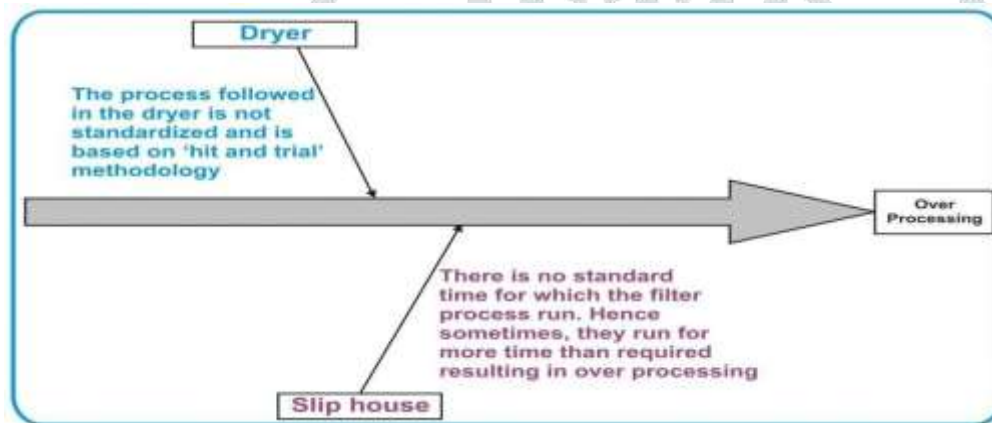 Dryer
The process followed
in the dryer is not
standardized and is
based on ‘hit and trial’
methodology
Over
Processing
There is no standard
time for which the filter
process run. Hence
sometimes, they run for
more time than required
resulting in over processing
Slip house